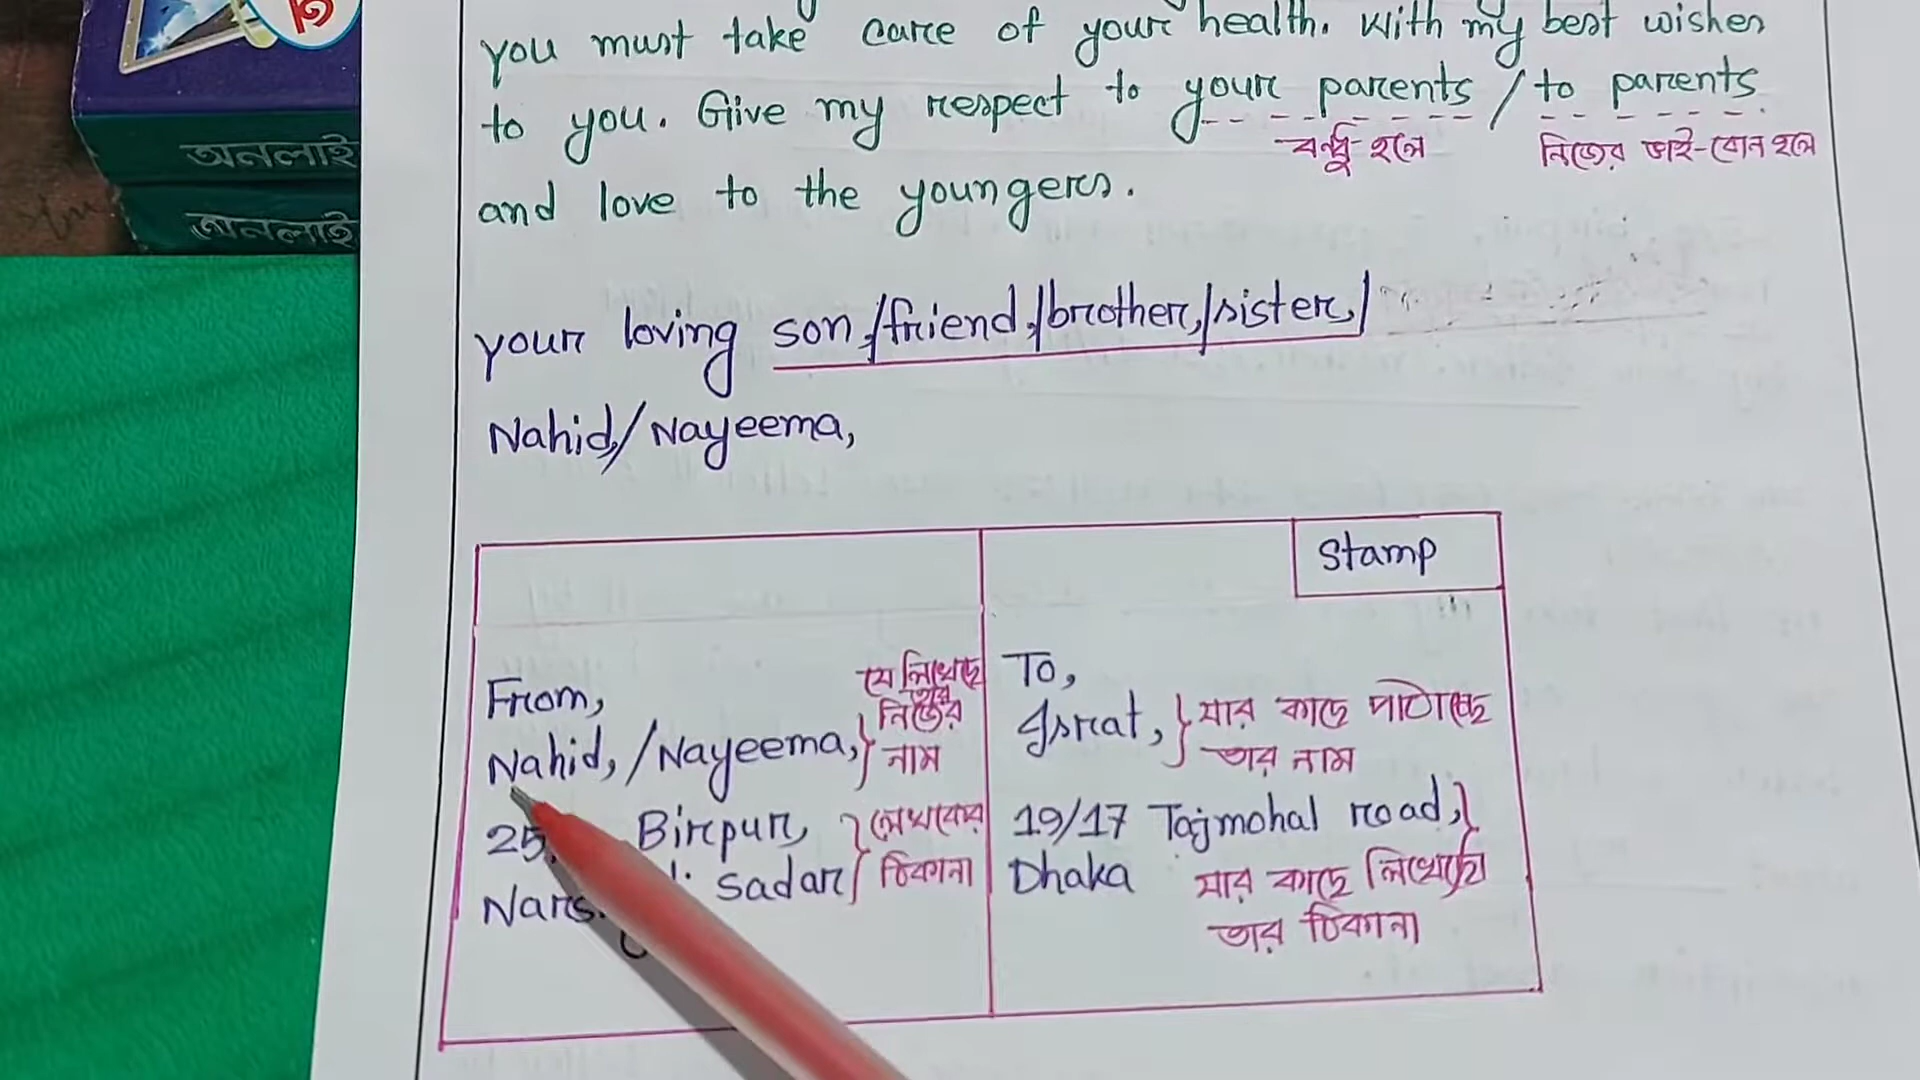 অনলাই
অনলাই
you must take care of your health. With my best wishes
to you. Give my respect to your parents / to parents
বন্ধু হলে নিজের ভাই-বোন হলে
and love to the youngers.
your loving son,/friend,/brother,/sister,/
Nahid,/Nayeema,
Stamp
From,
Nahid,/Nayeema,
যে লিখেছে
তার
নিজের
নাম
25, Birpur,
sadar
লেখকের
ঠিকানা
To,
Israt,
যার কাছে পাঠাচ্ছে
তার নাম
19/17 Tajmohal road,
Dhaka
যার কাছে লিখেছো
তার ঠিকানা